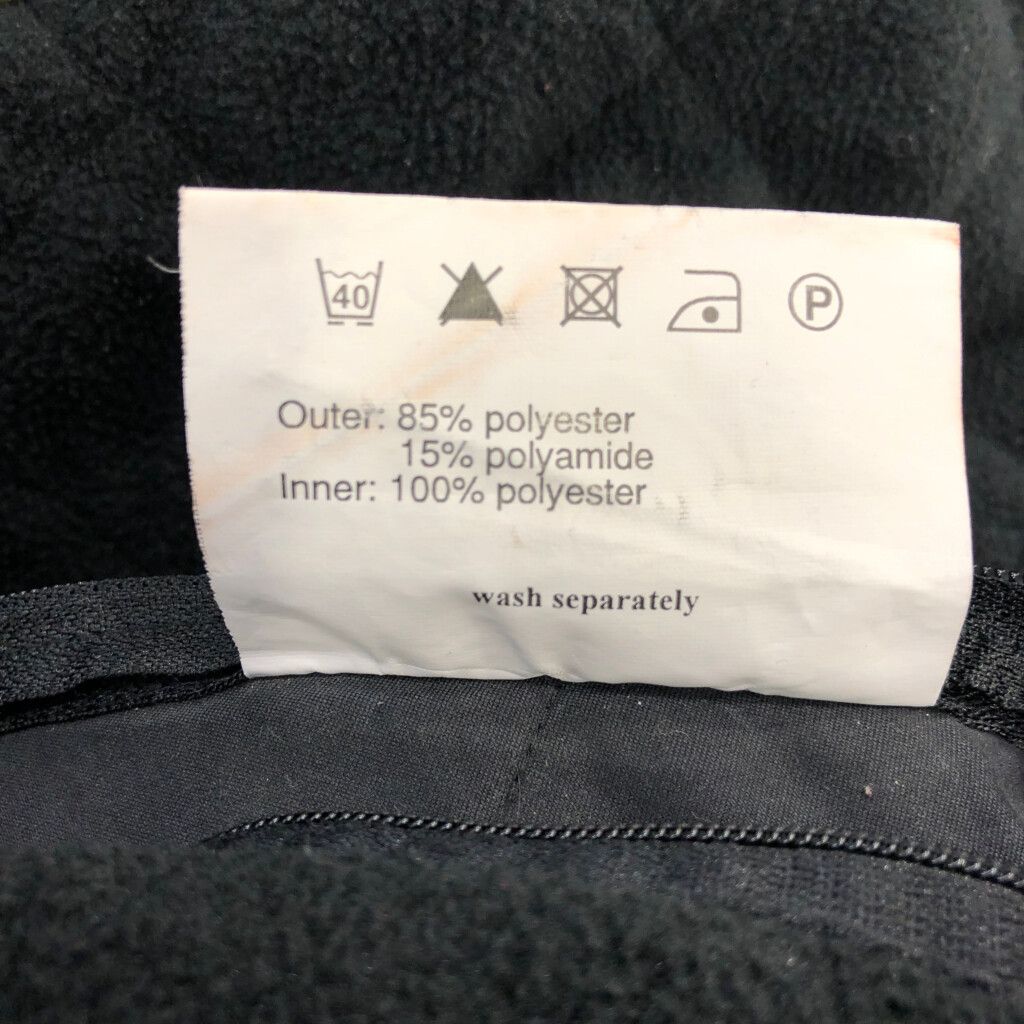 40 P
Outer: 85% polyester
15% polyamide
Inner: 100% polyester
wash separately